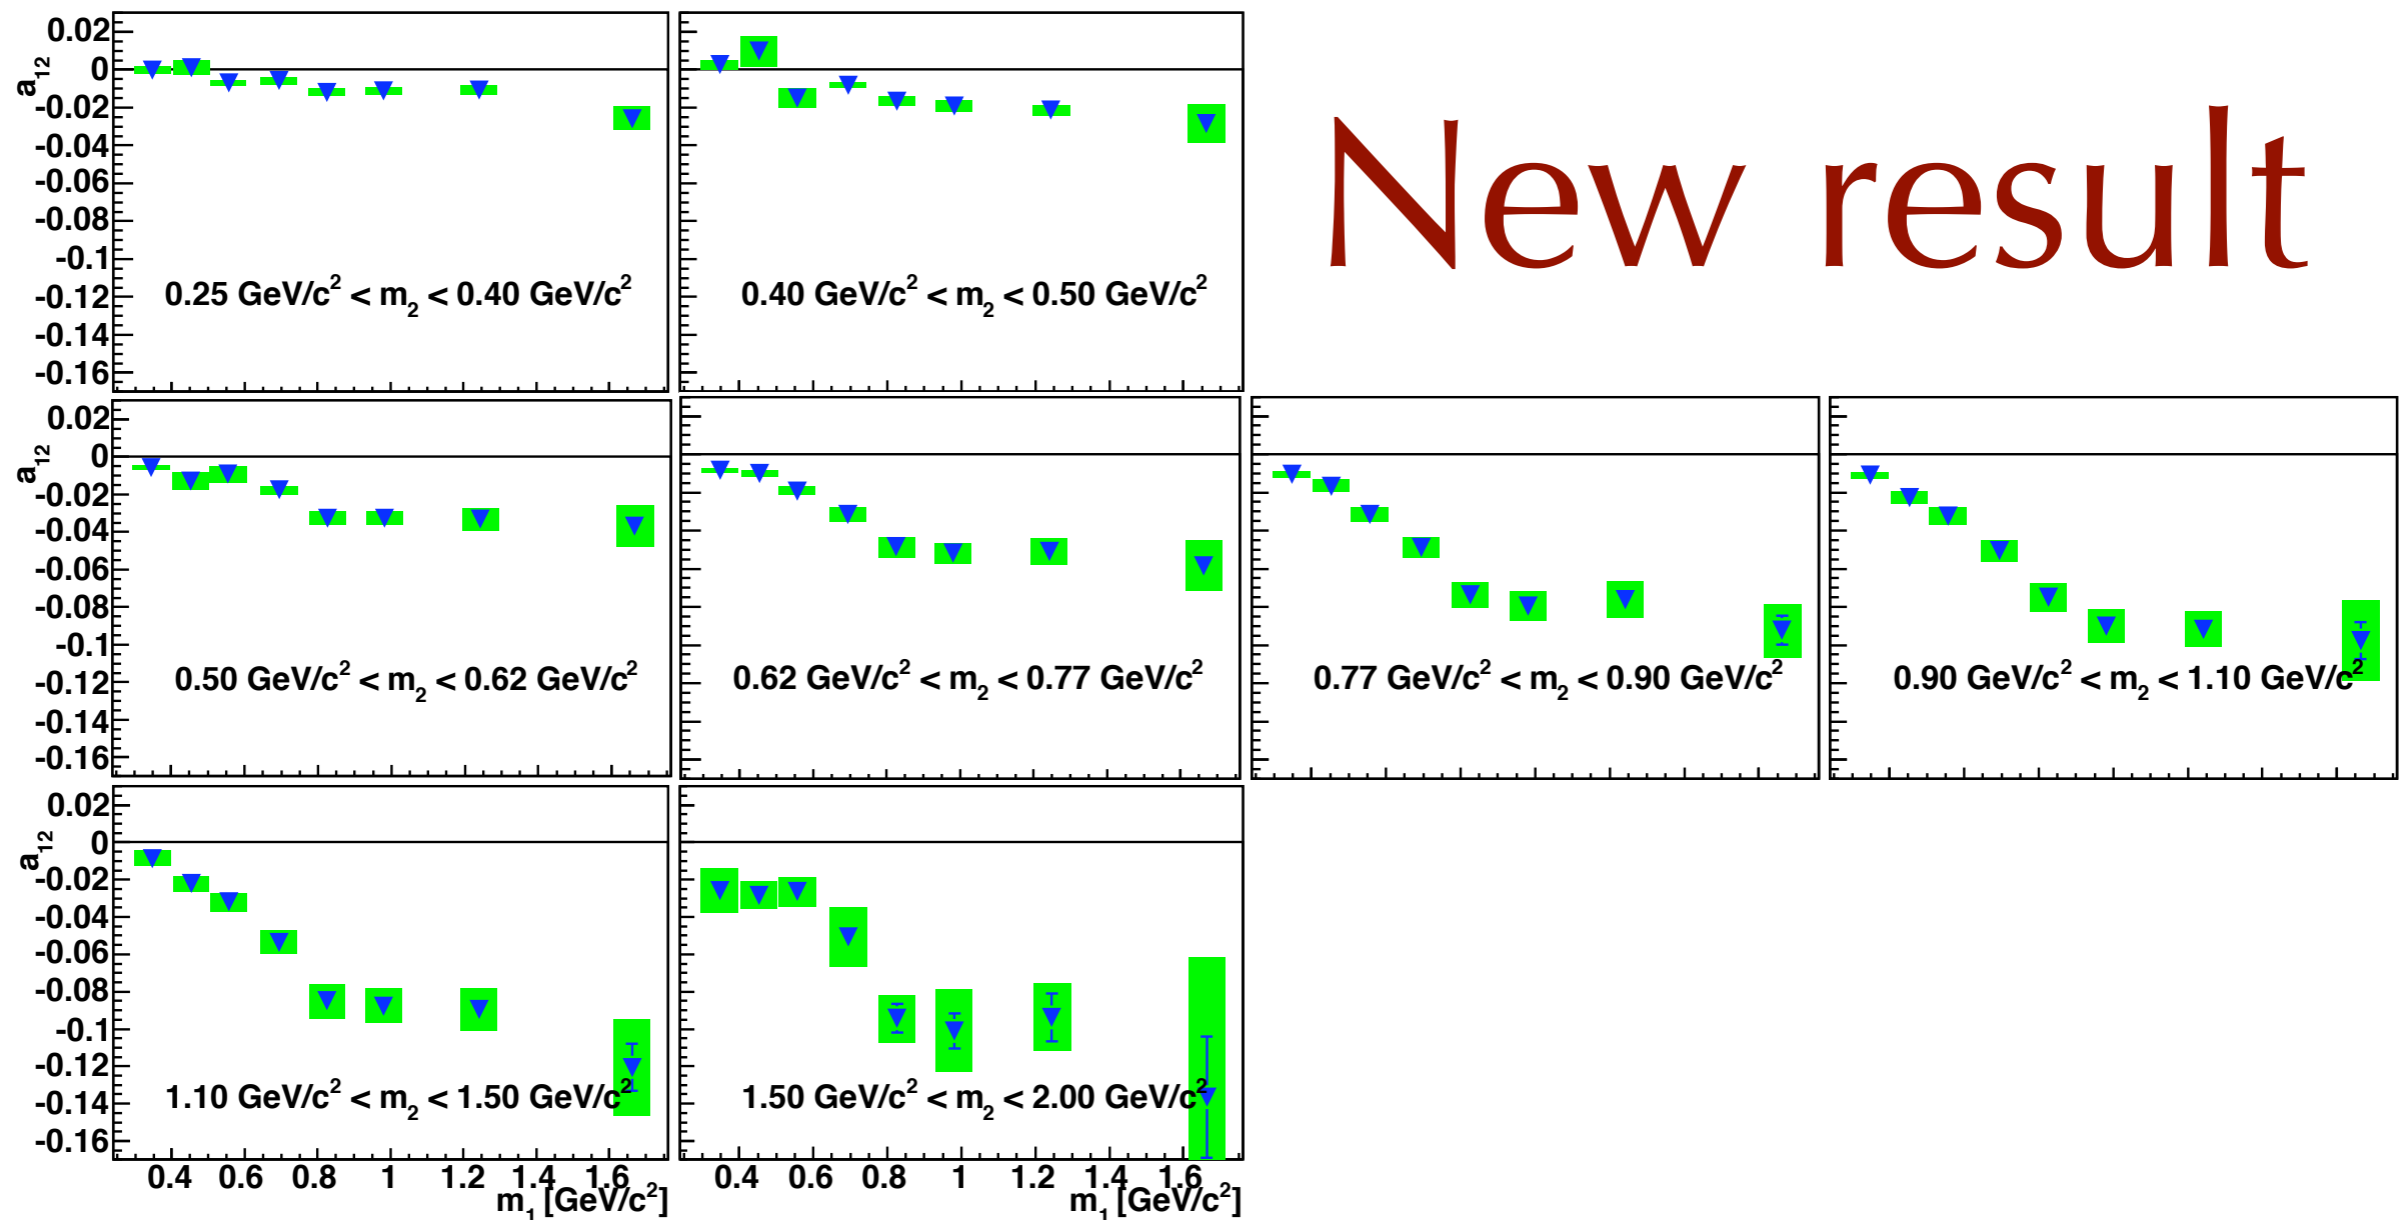 New result
a12
0.02
0
-0.02
-0.04
-0.06
-0.08
-0.1
-0.12
-0.14
-0.16
0.25 GeV/c² < m₂ < 0.40 GeV/c²
0.40 GeV/c² < m₂ < 0.50 GeV/c²
a12
0.02
0
-0.02
-0.04
-0.06
-0.08
-0.1
-0.12
-0.14
-0.16
0.50 GeV/c² < m₂ < 0.62 GeV/c²
0.62 GeV/c² < m₂ < 0.77 GeV/c²
0.77 GeV/c² < m₂ < 0.90 GeV/c²
0.90 GeV/c² < m₂ < 1.10 GeV/c²
a12
0.02
0
-0.02
-0.04
-0.06
-0.08
-0.1
-0.12
-0.14
-0.16
1.10 GeV/c² < m₂ < 1.50 GeV/c²
1.50 GeV/c² < m₂ < 2.00 GeV/c²
0.4 0.6 0.8 1 1.2 1.4 1.6
m₁ [GeV/c²]
0.4 0.6 0.8 1 1.2 1.4 1.6
m₁ [GeV/c²]